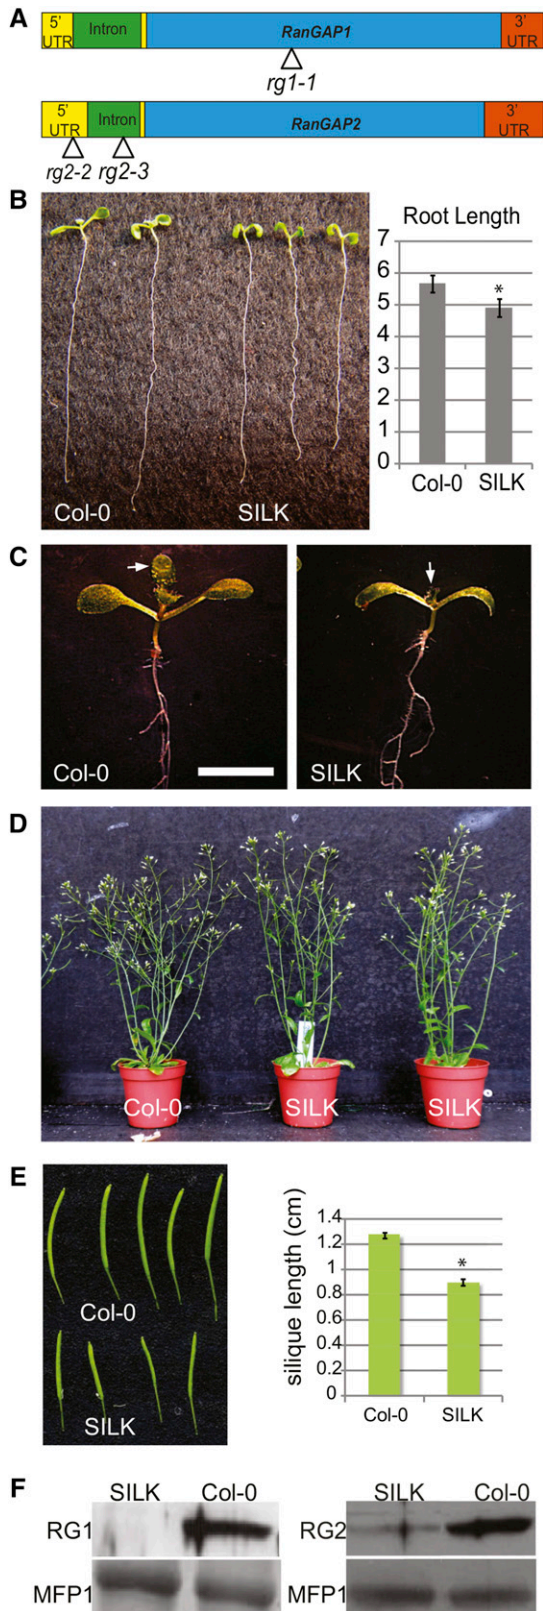 A
5'
UTR
Intron
RanGAP1
3'
UTR
rg1-1
5'
UTR
Intron
RanGAP2
3'
UTR
rg2-2
rg2-3
B
Col-0
SILK
Root Length
7
6
5
4
3
2
1
0
Col-0
SILK
*
C
Col-0
SILK
D
Col-0
SILK
SILK
E
Col-0
SILK
silique length (cm)
1.4
1.2
1
0.8
0.6
0.4
0.2
0
*
Col-0
SILK
F
SILK
Col-0
RG1
MFP1
SILK
Col-0
RG2
MFP1